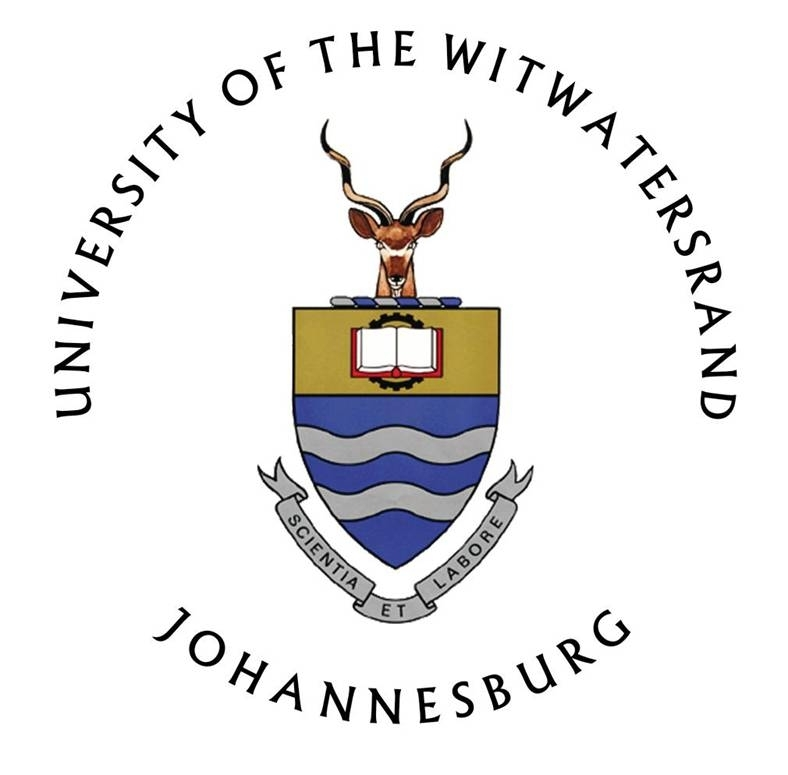 UNIVERSITY OF THE WITWATERSRAND
SCIENTIA ET LABORE
JOHANNESBURG